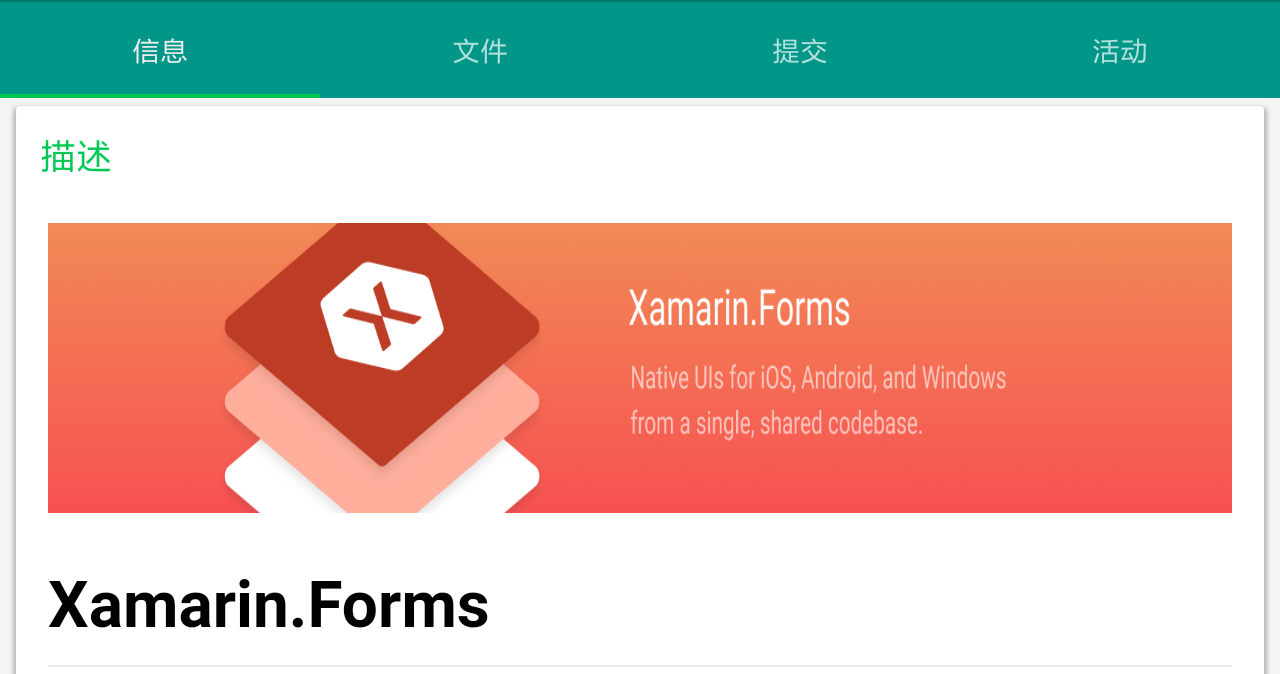 信息 文件 提交 活动
描述
Xamarin.Forms
Native UIs for iOS, Android, and Windows
from a single, shared codebase.
Xamarin.Forms